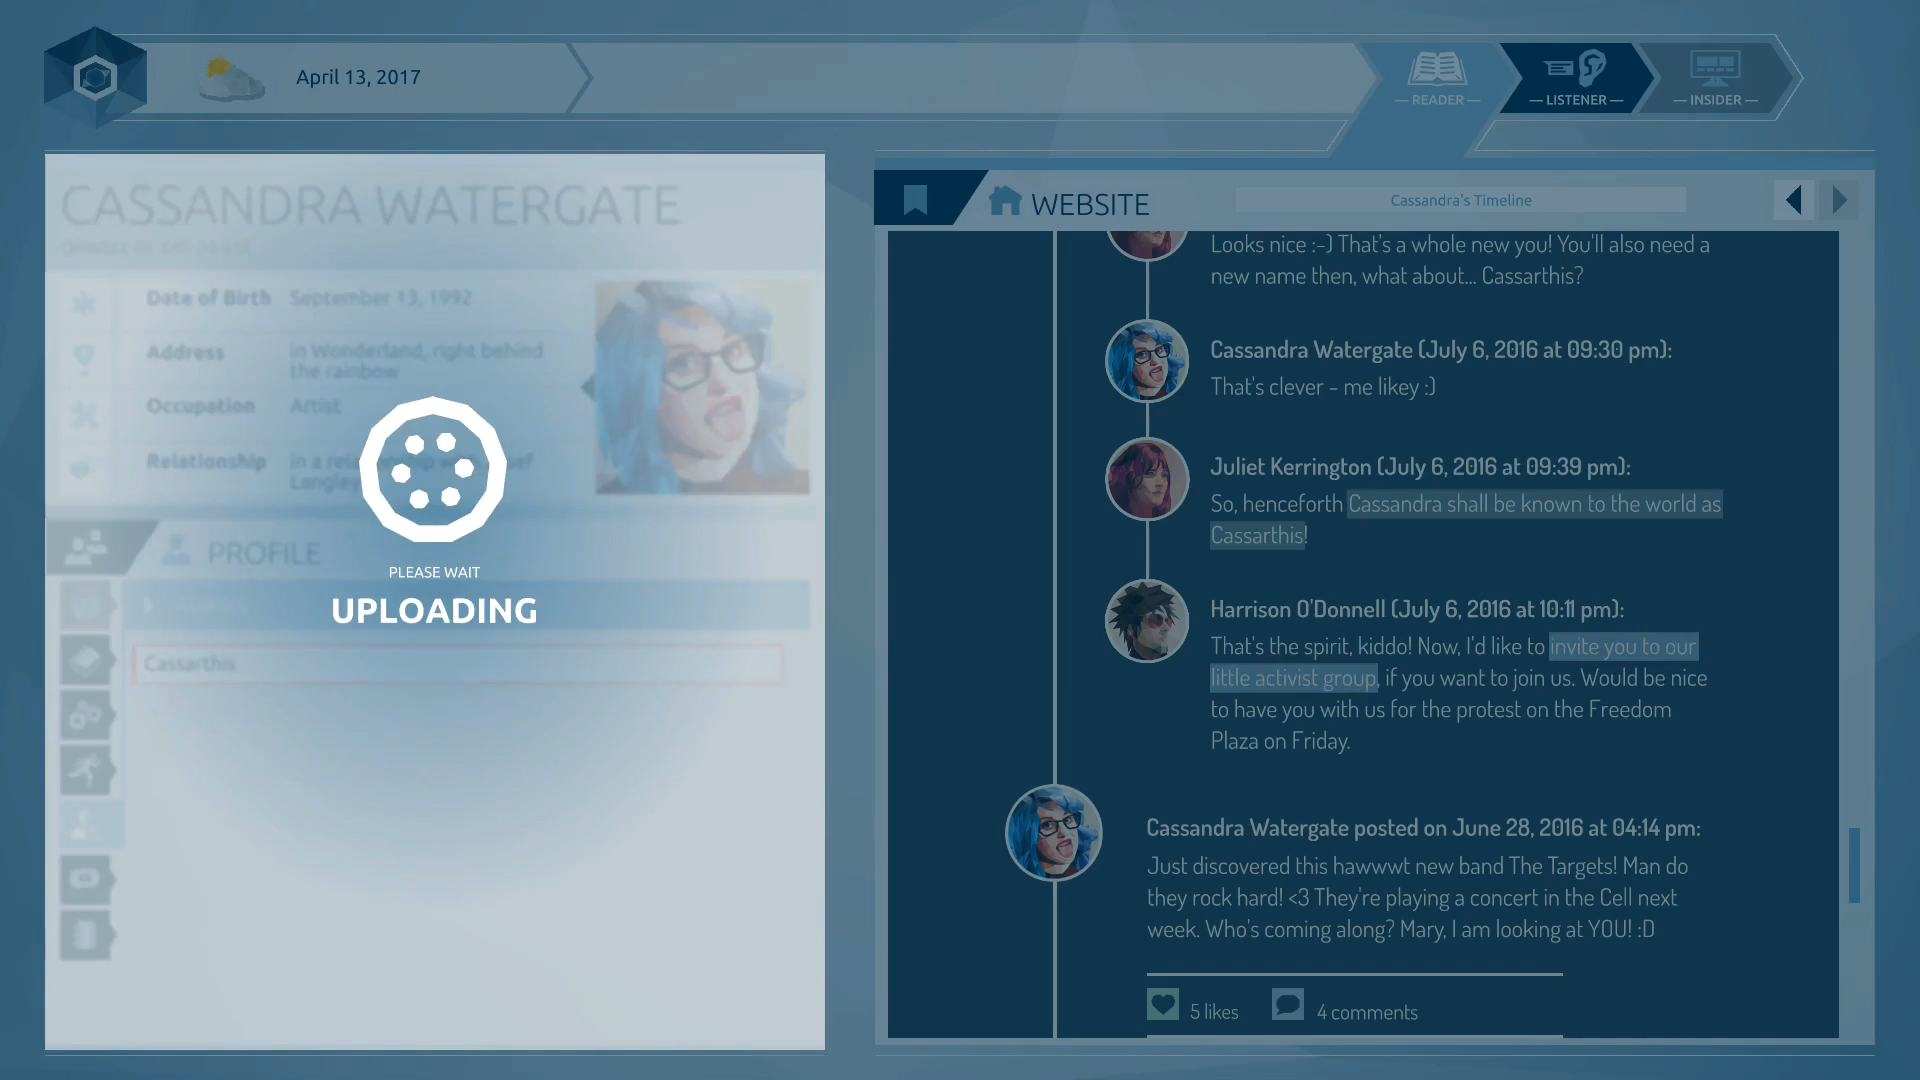 April 13, 2017
READER
LISTENER
INSIDER
CASSANDRA WATERGATE
Date of Birth September 13, 1992
Address in Wonderland, right behind
the rainbow
Occupation Artist
Relationship in a
Langley
PROFILE
Cassarthis
PLEASE WAIT
UPLOADING
WEBSITE
Cassandra's Timeline
Looks nice :-) That's a whole new you! You'll also need a
new name then, what about... Cassarthis?
Cassandra Watergate (July 6, 2016 at 09:30 pm):
That's clever - me likey :)
Juliet Kerrington (July 6, 2016 at 09:39 pm):
So, henceforth Cassandra shall be known to the world as
Cassarthis!
Harrison O'Donnell (July 6, 2016 at 10:11 pm):
That's the spirit, kiddo! Now, I'd like to invite you to our
little activist group, if you want to join us. Would be nice
to have you with us for the protest on the Freedom
Plaza on Friday.
Cassandra Watergate posted on June 28, 2016 at 04:14 pm:
Just discovered this hawwwt new band The Targets! Man do
they rock hard! <3 They're playing a concert in the Cell next
week. Who's coming along? Mary, I am looking at YOU! :D
5 likes
4 comments